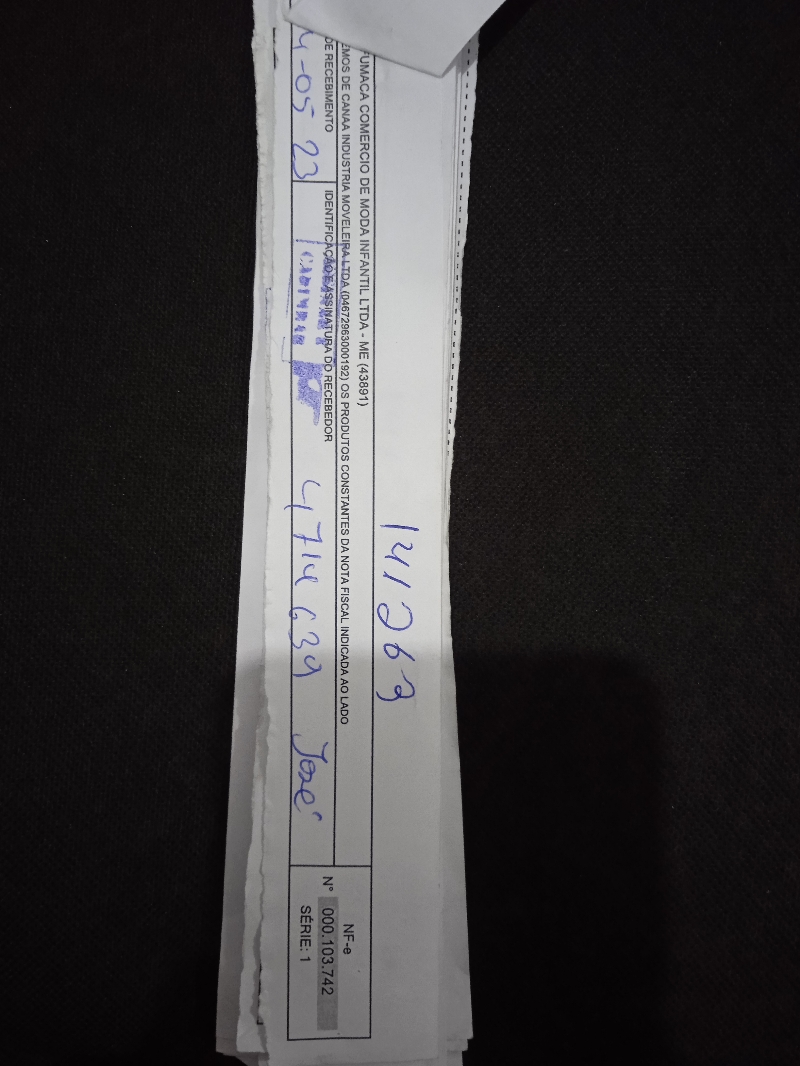 141269
FUMACA COMERCIO DE MODA INFANTIL LTDA - ME (43891)
EMOS DE CANAA INDUSTRIA MOVELEIRA LTDA (04672963000192) OS PRODUTOS CONSTANTES DA NOTA FISCAL INDICADA AO LADO
DE RECEBIMENTO
IDENTIFICAÇÃO E ASSINATURA DO RECEBEDOR
4-05 23
4714639 José
NF-e
N° 000.103.742
SÉRIE: 1